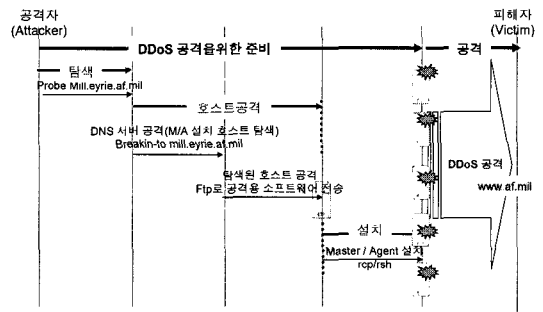 공격자
(Attacker)
피해자
(Victim)
DDoS 공격을위한 준비
공격
탐색
Probe Mill.eyrie.af.mil
호스트공격
DNS 서버 공격(M/A 설치 호스트 탐색)
Breakin-to mill.eyrie.af.mil
탐색된 호스트 공격
Ftp로 공격용 소프트웨어 전송
DDoS 공격
www.af.mil
설치
Master / Agent 설치
rcp/rsh